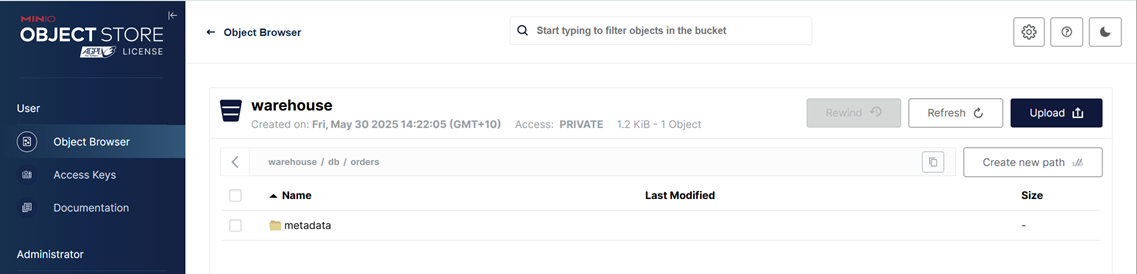 MINIO
OBJECT STORE
AGPL LICENSE
User
Object Browser
Access Keys
Documentation
Administrator
← Object Browser
Start typing to filter objects in the bucket
warehouse
Created on: Fri, May 30 2025 14:22:05 (GMT+10) Access: PRIVATE 1.2 KiB - 1 Object
Rewind
Refresh
Upload
warehouse / db / orders
Create new path
Name Last Modified Size
metadata -